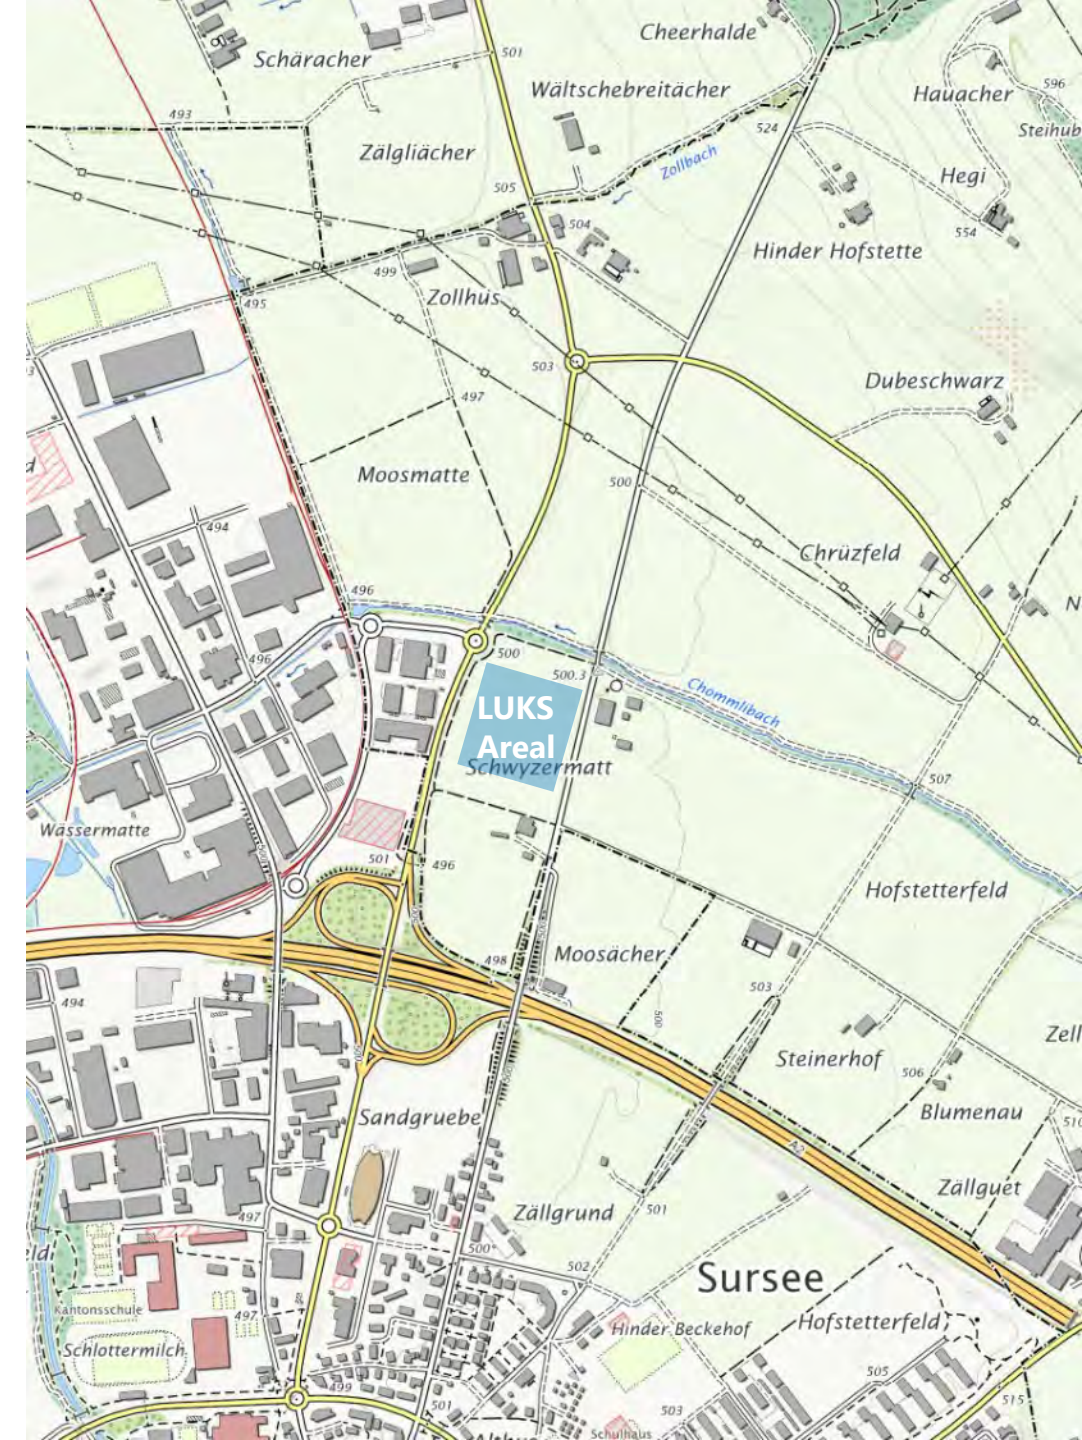 Cheerhalde
Schäracher
501
Wältschebreitächer
Hauacher
596
493
524
Steihub
Zälgliächer
Zollbach
Hegi
505
504
554
Hinder Hofstette
499
Zollhus
495
503
Dubeschwarz
497
Moosmatte
500
494
Chrüzfeld
496
N
500
496
500.3
Chommlibach
LUKS
Areal
Schwyzermatt
507
Wassermatte
501
496
Hofstetterfeld
Moosächer
498
503
494
500
Zell
Steinerhof
506
Sandgruebe
Blumenau
510
A2
Zällguet
Zällgrund
501
497
500
502
Sursee
Kantonsschule
497
Hinder Beckehof
Hofstetterfeld
Schlottermilch
505
499
501
503
515
Schulhaus